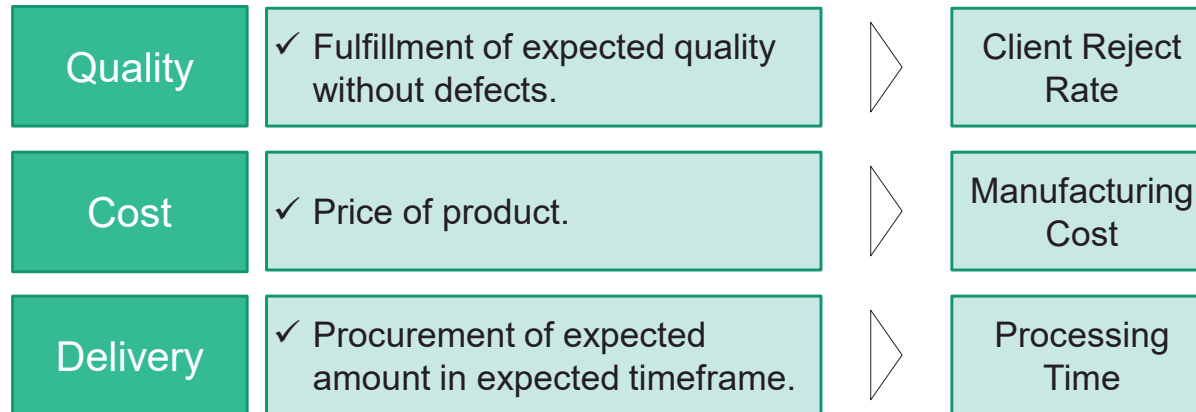 Quality
✓ Fulfillment of expected quality
without defects.
Client Reject
Rate
Cost
✓ Price of product.
Manufacturing
Cost
Delivery
✓ Procurement of expected
amount in expected timeframe.
Processing
Time